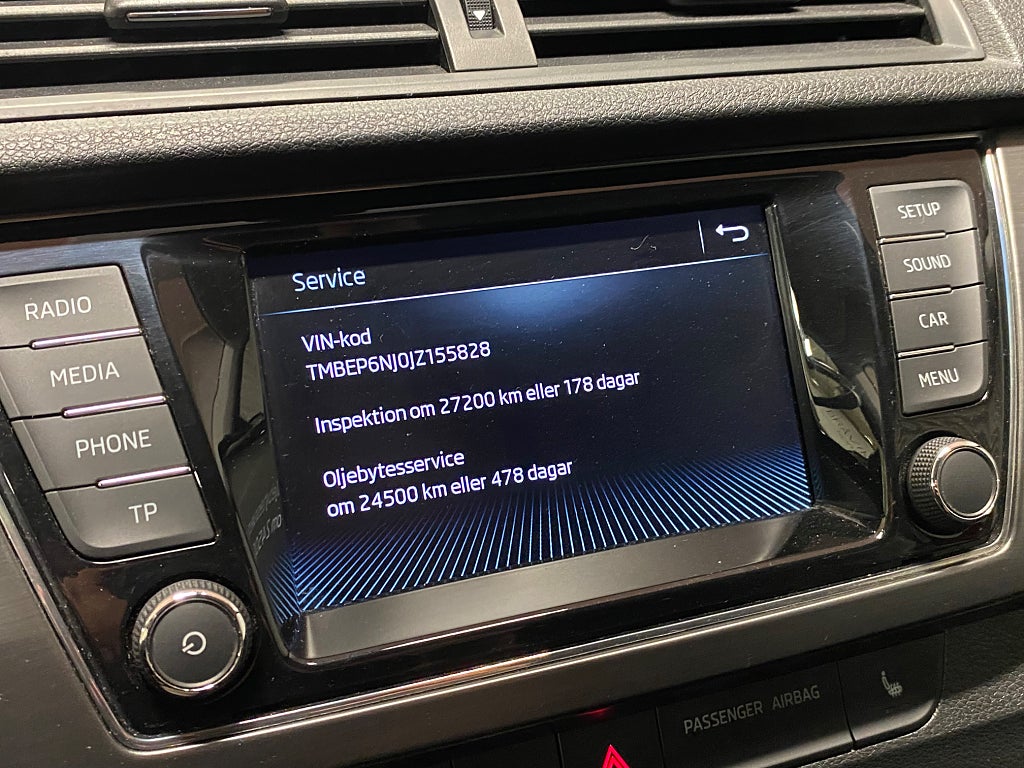 Service
VIN-kod
TMBEP6NJ0JZ155828
Inspektion om 27200 km eller 178 dagar
Oljebytesservice
om 24500 km eller 478 dagar
RADIO
MEDIA
PHONE
TP
SETUP
SOUND
CAR
MENU
PASSENGER AIRBAG